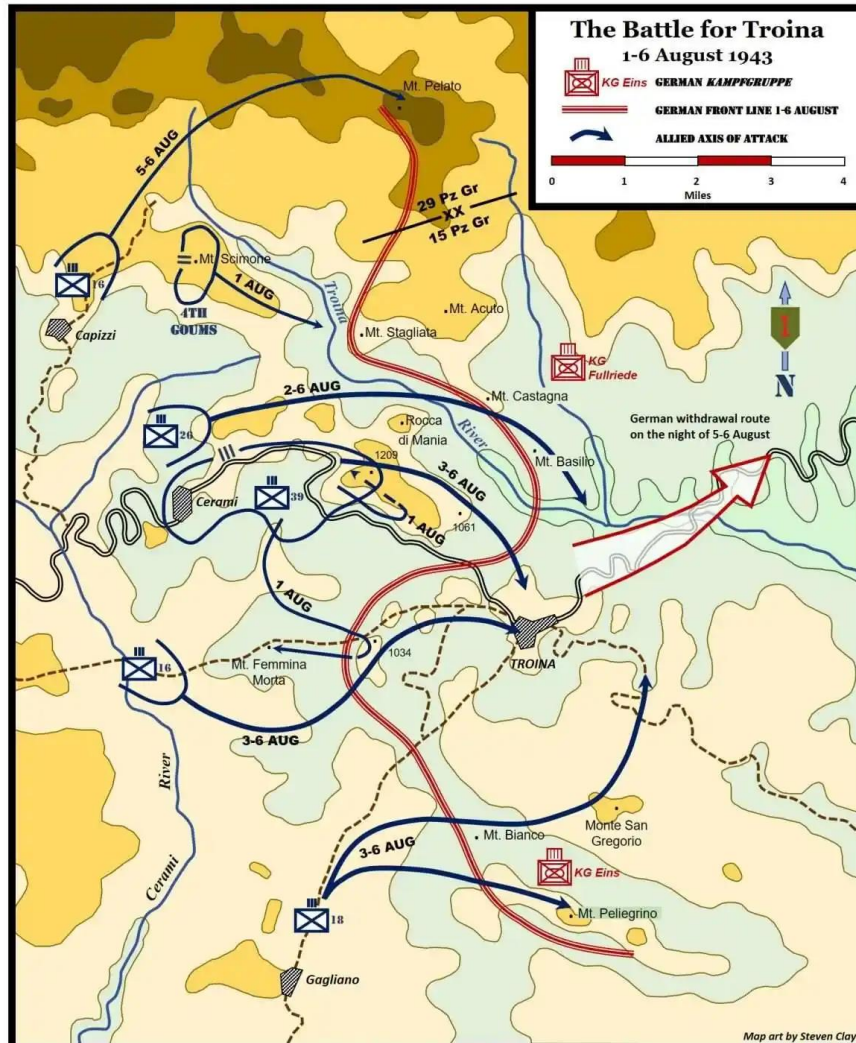 The Battle for Troina
1-6 August 1943
KG Eins
GERMAN KAMPFGRUPPE
GERMAN FRONT LINE 1-6 AUGUST
ALLIED AXIS OF ATTACK
0 1 2 3 4
Miles
Mt. Pelato
5-6 AUG
29 Pz Gr
XX
15 Pz Gr
III
16
Mt. Scimone
1 AUG
4TH
GOUMS
Capizzi
Troina
River
Mt. Acuto
Mt. Stagliata
KG
Fullriede
I
N
2-6 AUG
Mt. Castagna
German withdrawal route
on the night of 5-6 August
III
26
Rocca
di Mania
Mt. Basilio
1209
3-6 AUG
III
39
Cerami
1061
1 AUG
1 AUG
1034
III
16
Mt. Femmina
Morta
TROINA
3-6 AUG
River
Cerami
Monte San
Gregorio
Mt. Bianco
3-6 AUG
KG Eins
Mt. Peliegrino
III
18
Gagliano
Map art by Steven Clay